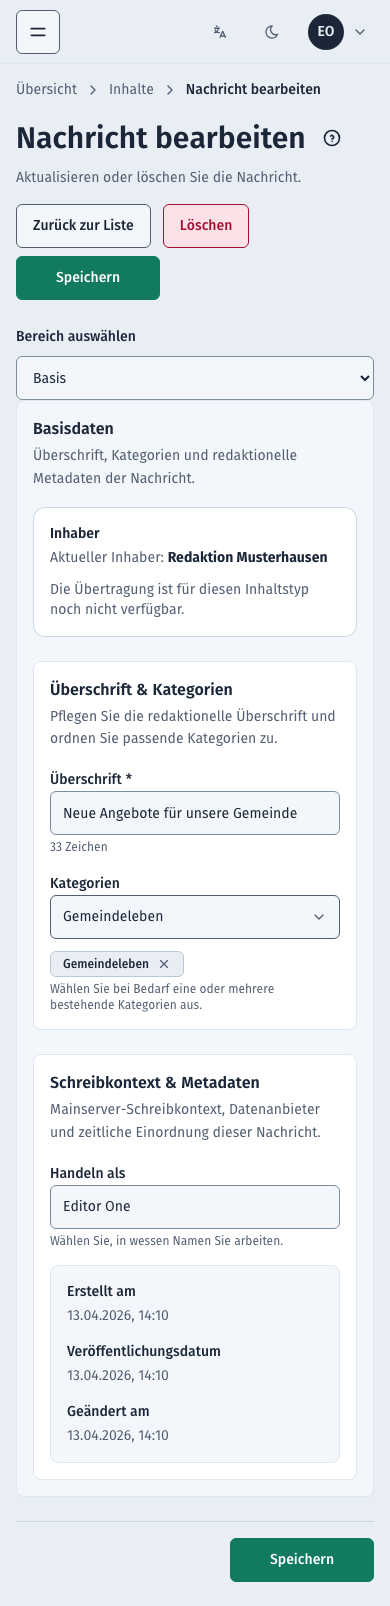 EO
Übersicht > Inhalte > Nachricht bearbeiten
Nachricht bearbeiten
Aktualisieren oder löschen Sie die Nachricht.
Zurück zur Liste
Löschen
Speichern
Bereich auswählen
Basis
Basisdaten
Überschrift, Kategorien und redaktionelle
Metadaten der Nachricht.
Inhaber
Aktueller Inhaber: Redaktion Musterhausen
Die Übertragung ist für diesen Inhaltstyp
noch nicht verfügbar.
Überschrift & Kategorien
Pflegen Sie die redaktionelle Überschrift und
ordnen Sie passende Kategorien zu.
Überschrift *
Neue Angebote für unsere Gemeinde
33 Zeichen
Kategorien
Gemeindeleben
Gemeindeleben
Wählen Sie bei Bedarf eine oder mehrere
bestehende Kategorien aus.
Schreibkontext & Metadaten
Mainserver-Schreibkontext, Datenanbieter
und zeitliche Einordnung dieser Nachricht.
Handeln als
Editor One
Wählen Sie, in wessen Namen Sie arbeiten.
Erstellt am
13.04.2026, 14:10
Veröffentlichungsdatum
13.04.2026, 14:10
Geändert am
13.04.2026, 14:10
Speichern